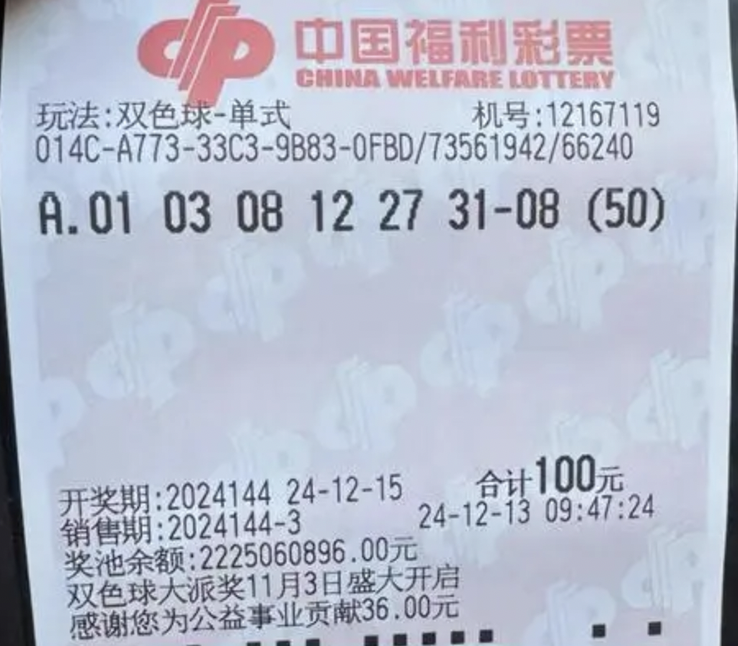 中国福利彩票
CHINA WELFARE LOTTERY
玩法:双色球-单式 机号:12167119
014C-A773-33C3-9B83-0FBD/73561942/66240
A.01 03 08 12 27 31-08 (50)
开奖期:2024144 24-12-15 合计100元
销售期:2024144-3 24-12-13 09:47:24
奖池余额:2225060896.00元
双色球大派奖11月3日盛大开启
感谢您为公益事业贡献36.00元